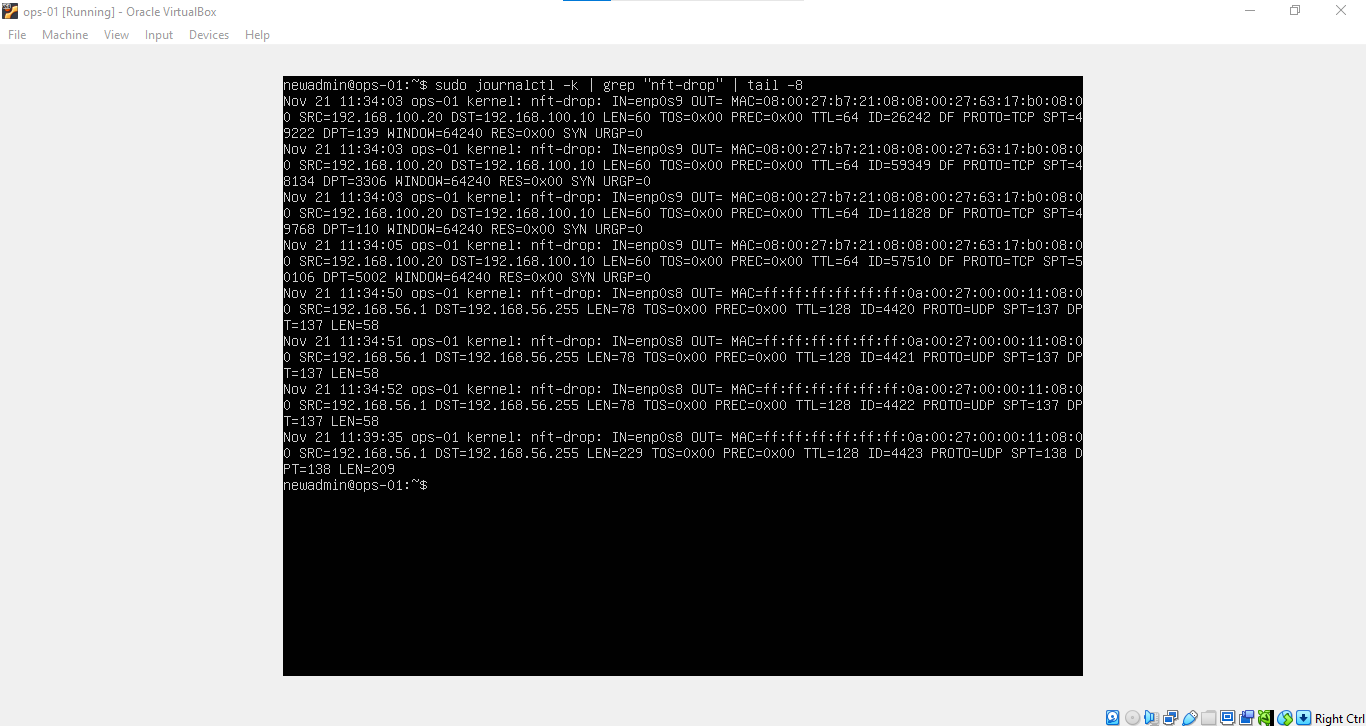 ops-01 [Running] - Oracle VirtualBox
File Machine View Input Devices Help
newadmin@ops-01:~$ sudo journalctl -k | grep "nft-drop" | tail -8
Nov 21 11:34:03 ops-01 kernel: nft-drop: IN=enp0s9 OUT= MAC=08:00:27:b7:21:08:08:00:27:63:17:b0:08:0
0 SRC=192.168.100.20 DST=192.168.100.10 LEN=60 TOS=0x00 PREC=0x00 TTL=64 ID=26242 DF PROTO=TCP SPT=4
9222 DPT=139 WINDOW=64240 RES=0x00 SYN URGP=0
Nov 21 11:34:03 ops-01 kernel: nft-drop: IN=enp0s9 OUT= MAC=08:00:27:b7:21:08:08:00:27:63:17:b0:08:0
0 SRC=192.168.100.20 DST=192.168.100.10 LEN=60 TOS=0x00 PREC=0x00 TTL=64 ID=59349 DF PROTO=TCP SPT=4
8134 DPT=3306 WINDOW=64240 RES=0x00 SYN URGP=0
Nov 21 11:34:03 ops-01 kernel: nft-drop: IN=enp0s9 OUT= MAC=08:00:27:b7:21:08:08:00:27:63:17:b0:08:0
0 SRC=192.168.100.20 DST=192.168.100.10 LEN=60 TOS=0x00 PREC=0x00 TTL=64 ID=11828 DF PROTO=TCP SPT=4
9768 DPT=110 WINDOW=64240 RES=0x00 SYN URGP=0
Nov 21 11:34:05 ops-01 kernel: nft-drop: IN=enp0s9 OUT= MAC=08:00:27:b7:21:08:08:00:27:63:17:b0:08:0
0 SRC=192.168.100.20 DST=192.168.100.10 LEN=60 TOS=0x00 PREC=0x00 TTL=64 ID=57510 DF PROTO=TCP SPT=5
0106 DPT=5002 WINDOW=64240 RES=0x00 SYN URGP=0
Nov 21 11:34:50 ops-01 kernel: nft-drop: IN=enp0s8 OUT= MAC=ff:ff:ff:ff:ff:ff:0a:00:27:00:00:11:08:0
0 SRC=192.168.56.1 DST=192.168.56.255 LEN=78 TOS=0x00 PREC=0x00 TTL=128 ID=4420 PROTO=UDP SPT=137 DP
T=137 LEN=58
Nov 21 11:34:51 ops-01 kernel: nft-drop: IN=enp0s8 OUT= MAC=ff:ff:ff:ff:ff:ff:0a:00:27:00:00:11:08:0
0 SRC=192.168.56.1 DST=192.168.56.255 LEN=78 TOS=0x00 PREC=0x00 TTL=128 ID=4421 PROTO=UDP SPT=137 DP
T=137 LEN=58
Nov 21 11:34:52 ops-01 kernel: nft-drop: IN=enp0s8 OUT= MAC=ff:ff:ff:ff:ff:ff:0a:00:27:00:00:11:08:0
0 SRC=192.168.56.1 DST=192.168.56.255 LEN=78 TOS=0x00 PREC=0x00 TTL=128 ID=4422 PROTO=UDP SPT=137 DP
T=137 LEN=58
Nov 21 11:39:35 ops-01 kernel: nft-drop: IN=enp0s8 OUT= MAC=ff:ff:ff:ff:ff:ff:0a:00:27:00:00:11:08:0
0 SRC=192.168.56.1 DST=192.168.56.255 LEN=229 TOS=0x00 PREC=0x00 TTL=128 ID=4423 PROTO=UDP SPT=138 D
PT=138 LEN=209
newadmin@ops-01:~$
Right Ctrl